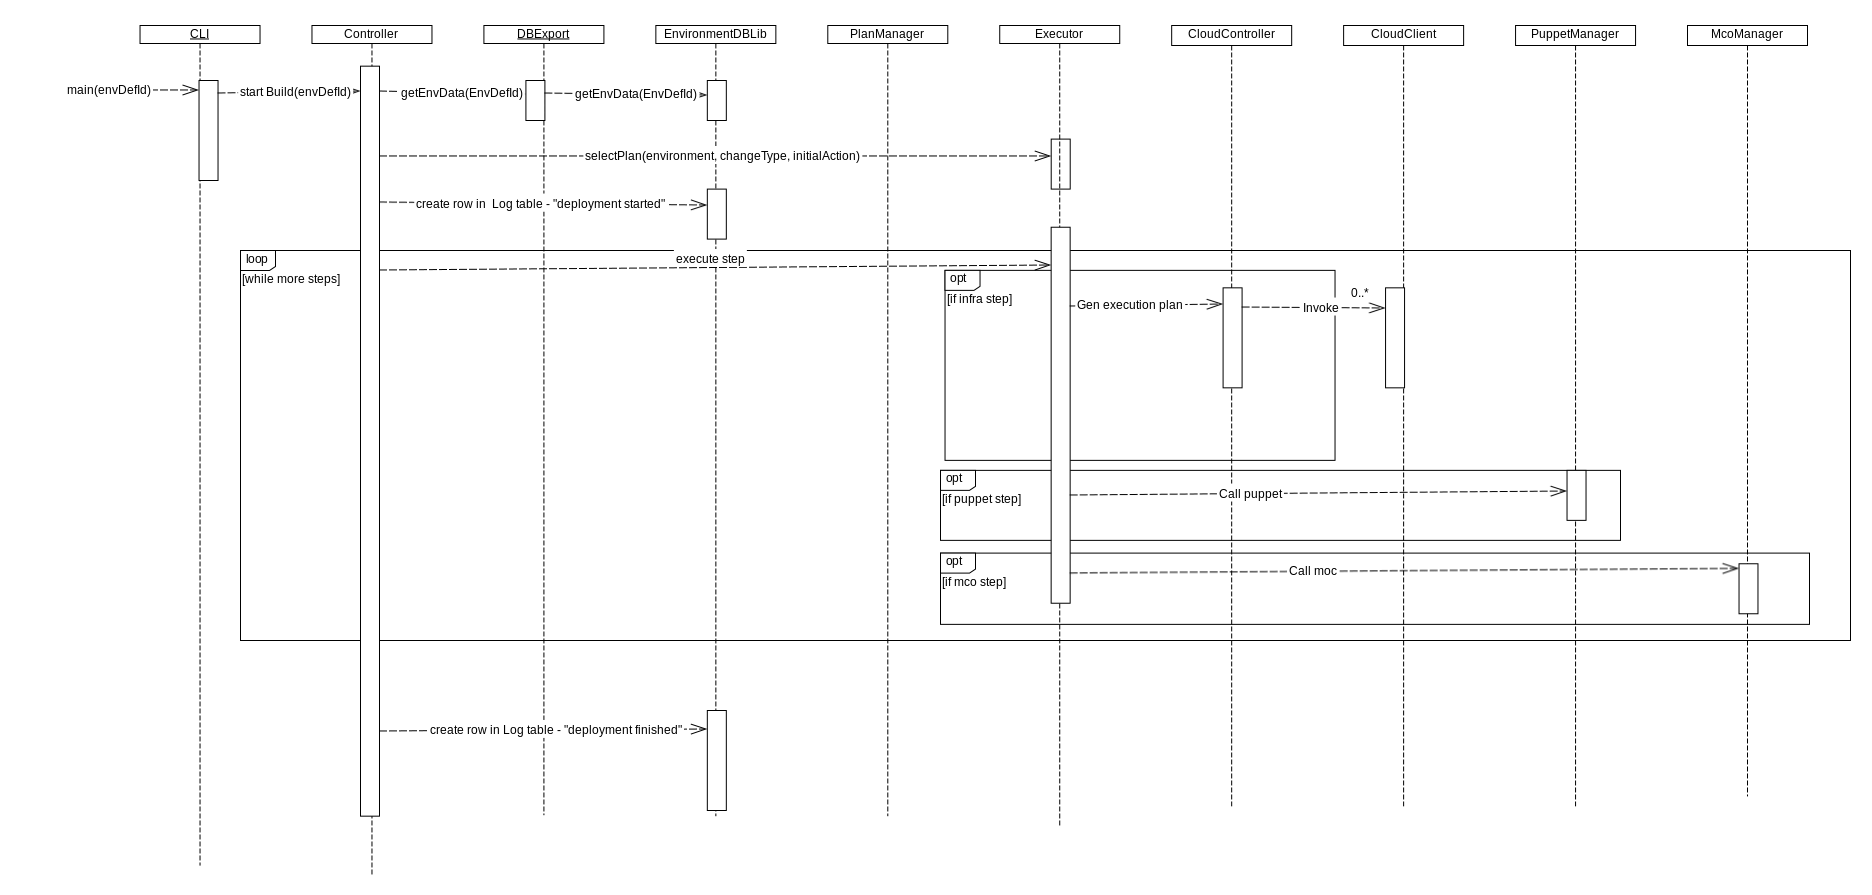 CLI
Controller
DBExport
EnvironmentDBLib
PlanManager
Executor
CloudController
CloudClient
PuppetManager
McoManager
main(envDefId)
start Build(envDefId)
getEnvData(EnvDefId)
getEnvData(EnvDefId)
selectPlan(environment, changeType, initialAction)
create row in  Log table - "deployment started"
loop
execute step
[while more steps]
opt
[if infra step]
0..*
Gen execution plan
Invoke
opt
[if puppet step]
Call puppet
opt
[if mco step]
Call moc
create row in Log table - "deployment finished"